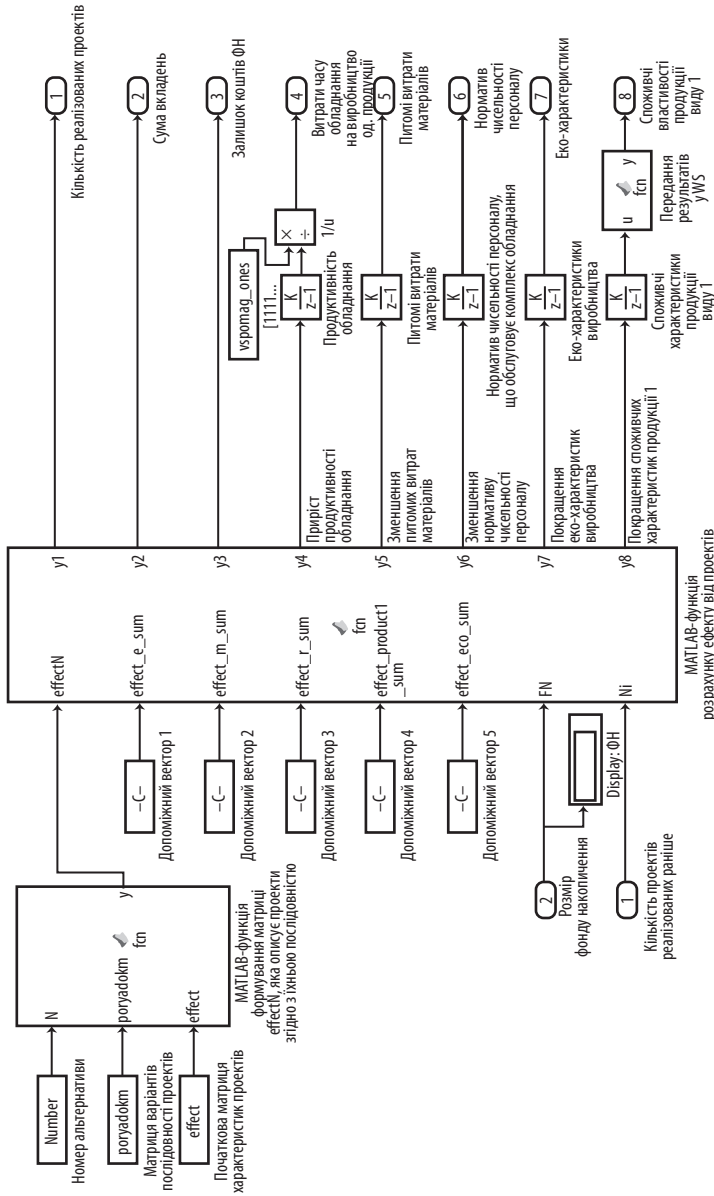 Number
Номер альтернативи
poryadokm
Матриця варіантів
послідовності проектів
effect
Початкова матриця
характеристик проектів
N
poryadokm
effect
fcn
y
МATLAB-функція
формування матриці
effectN, яка описує проекти
згідно з їхньою послідовністю
–C–
Допоміжний вектор 1
–C–
Допоміжний вектор 2
–C–
Допоміжний вектор 3
–C–
Допоміжний вектор 4
–C–
Допоміжний вектор 5
2
Розмір
фонду накопичення
Display: ФН
1
Кількість проектів
реалізованих раніше
effectN
effect_e_sum
effect_m_sum
effect_r_sum
effect_product1
_sum
effect_eco_sum
FN
Ni
fcn
y1
y2
y3
y4
y5
y6
y7
y8
MATLAB-функція
розрахунку ефекту від проектів
Приріст
продуктивності
обладнання
Зменшення
питомих витрат
матеріалів
Зменшення
нормативу
чисельності
персоналу
Покращення
еко-характеристик
виробництва
Покращення споживчих
характеристик продукції 1
vspomag_ones
[1111...
K
z–1
Продуктивність
обладнання
×
÷
1/u
K
z–1
Питомі витрати
матеріалів
K
z–1
Норматив чисельності персоналу,
що обслуговує комплекс обладнання
K
z–1
Еко-характеристики
виробництва
K
z–1
Споживчі
характеристики
продукції
виду 1
u
fcn
y
Передання
результатів
у WS
1
Кількість реалізованих проектів
2
Сума вкладень
3
Залишок коштів ФН
4
Витрати часу
обладнання
на виробництво
од. продукції
5
Питомі витрати
матеріалів
6
Норматив
чисельності
персоналу
7
Еко-характеристики
8
Споживчі
властивості
продукції
виду 1